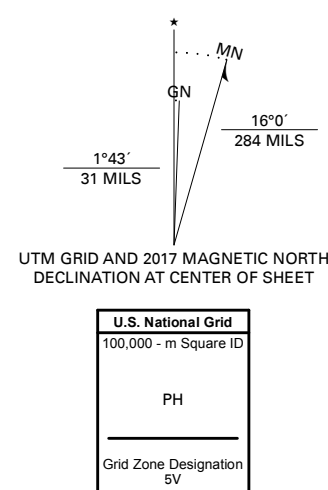 ★
MN
GN
1°43´
31 MILS
16°0´
284 MILS
UTM GRID AND 2017 MAGNETIC NORTH
DECLINATION AT CENTER OF SHEET
U.S. National Grid
100,000 - m Square ID
PH
Grid Zone Designation
5V